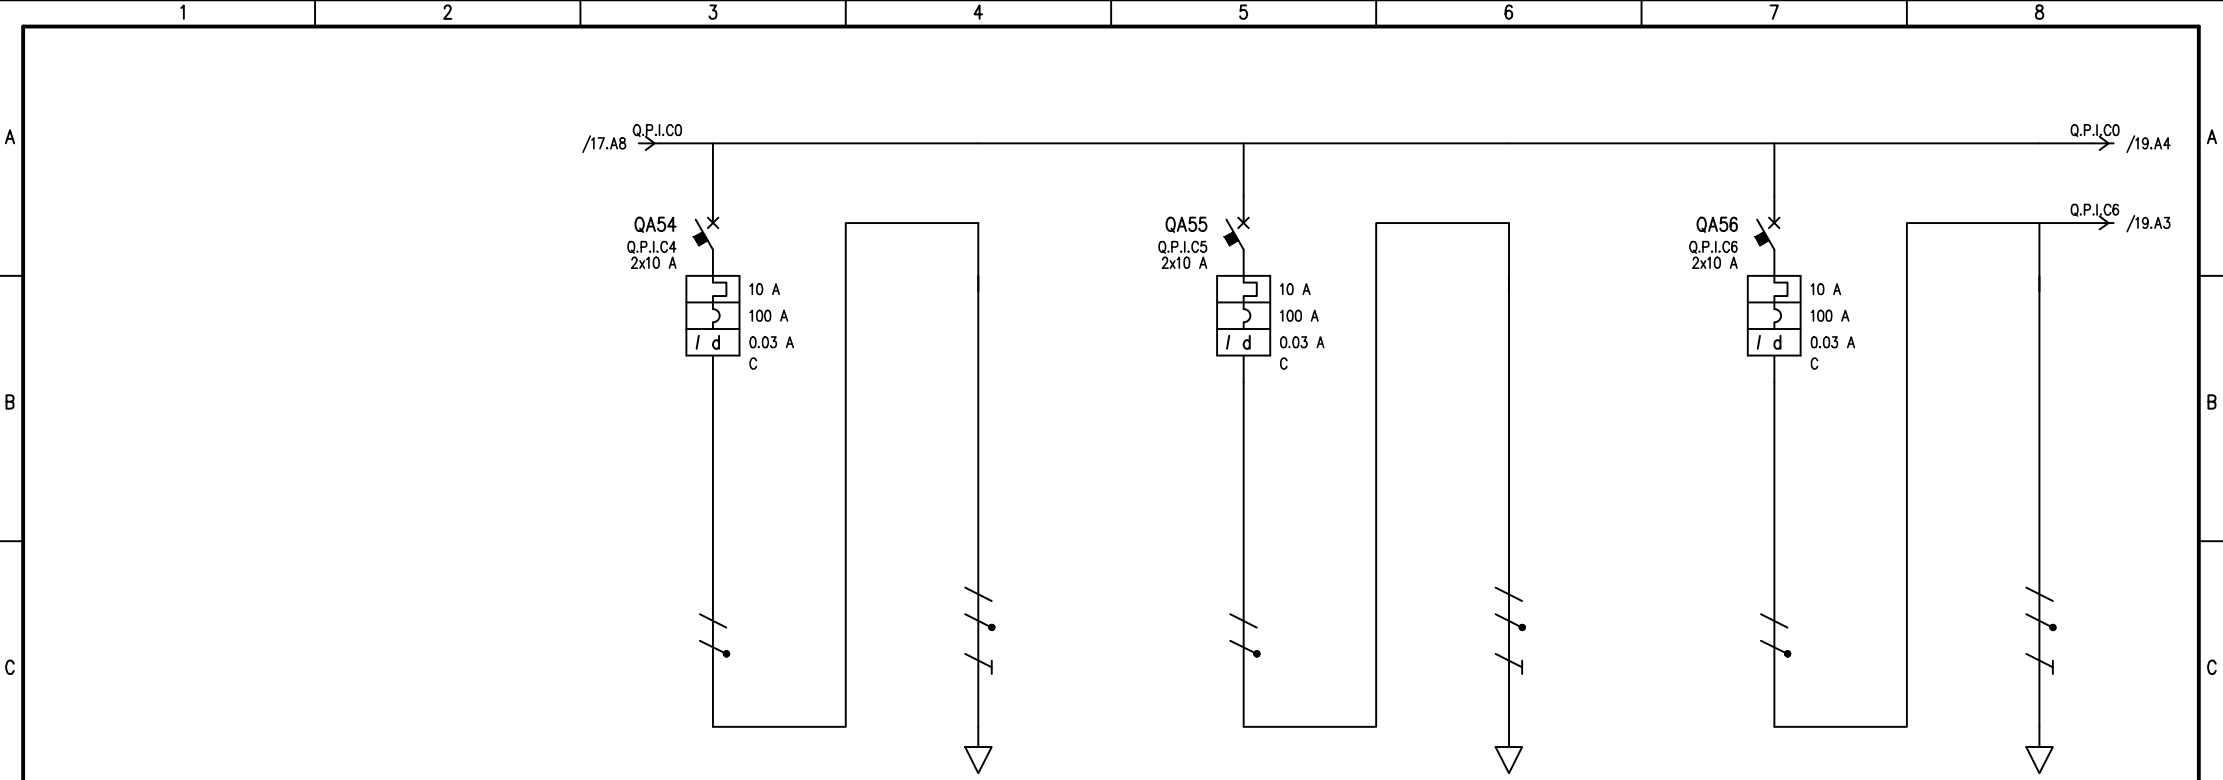 1 2 3 4 5 6 7 8
A A
Q.P.I.C0 Q.P.I.C0
/17.A8 /19.A4
Q.P.I.C6
/19.A3
QA54 QA55 QA56
Q.P.I.C4 Q.P.I.C5 Q.P.I.C6
2x10 A 2x10 A 2x10 A
10 A 10 A 10 A
100 A 100 A 100 A
I d 0.03 A I d 0.03 A I d 0.03 A
C C C
B B
C C